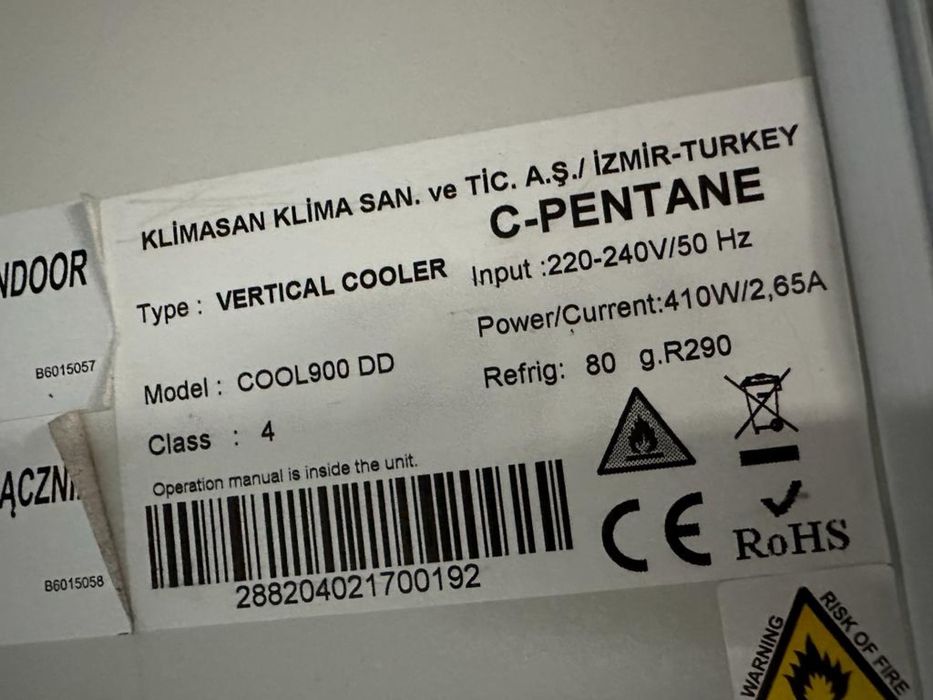 KLİMASAN KLİMA SAN. ve TİC. A.Ş./ İZMİR-TURKEY
C-PENTANE
Type : VERTICAL COOLER
Input :220-240V/50 Hz
Power/Current:410W/2,65A
Model : COOL900 DD
Refrig: 80 g.R290
Class : 4
Operation manual is inside the unit.
288204021700192
CE
RoHS
NDOOR
B6015057
ĄCZNI
B6015058
WARNING
RISK OF FIRE